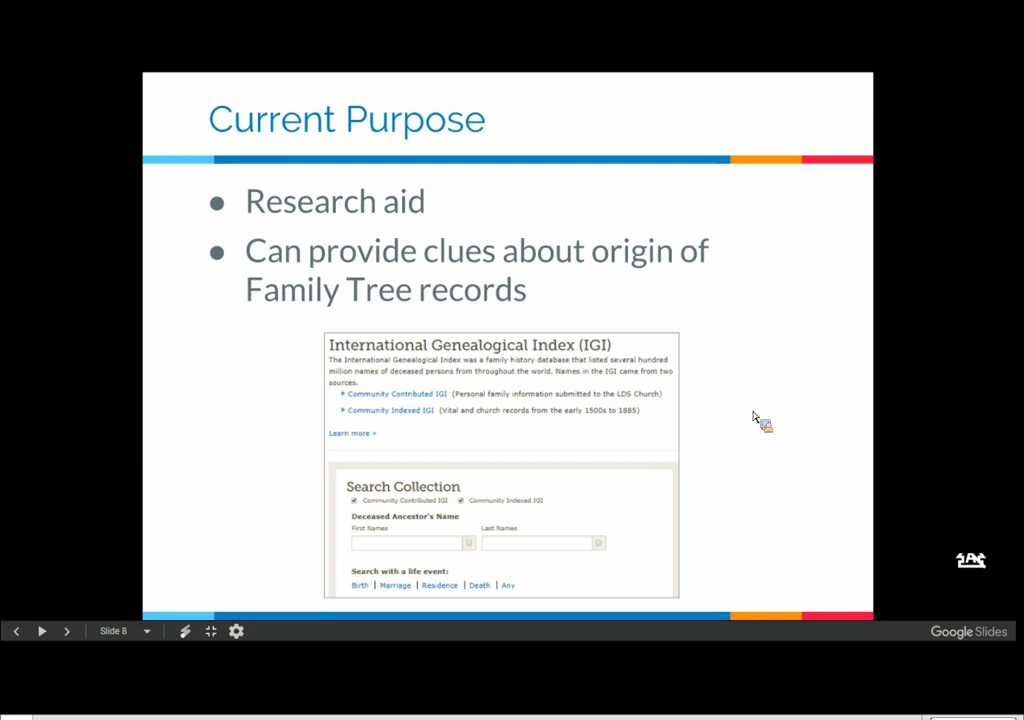 Current Purpose
● Research aid
● Can provide clues about origin of
Family Tree records
International Genealogical Index (IGI)
The International Genealogical Index was a family history database that listed several hundred
million names of deceased persons from throughout the world. Names in the IGI came from two
sources.
Community Contributed IGI (Personal family information submitted to the LDS Church)
Community Indexed IGI (Vital and church records from the early 1500s to 1885)
Learn more »
Search Collection
Community Contributed IGI Community Indexed IGI
Deceased Ancestor's Name
First Names Last Names
Search with a life event:
Birth | Marriage | Residence | Death | Any
Slide 8
Google Slides